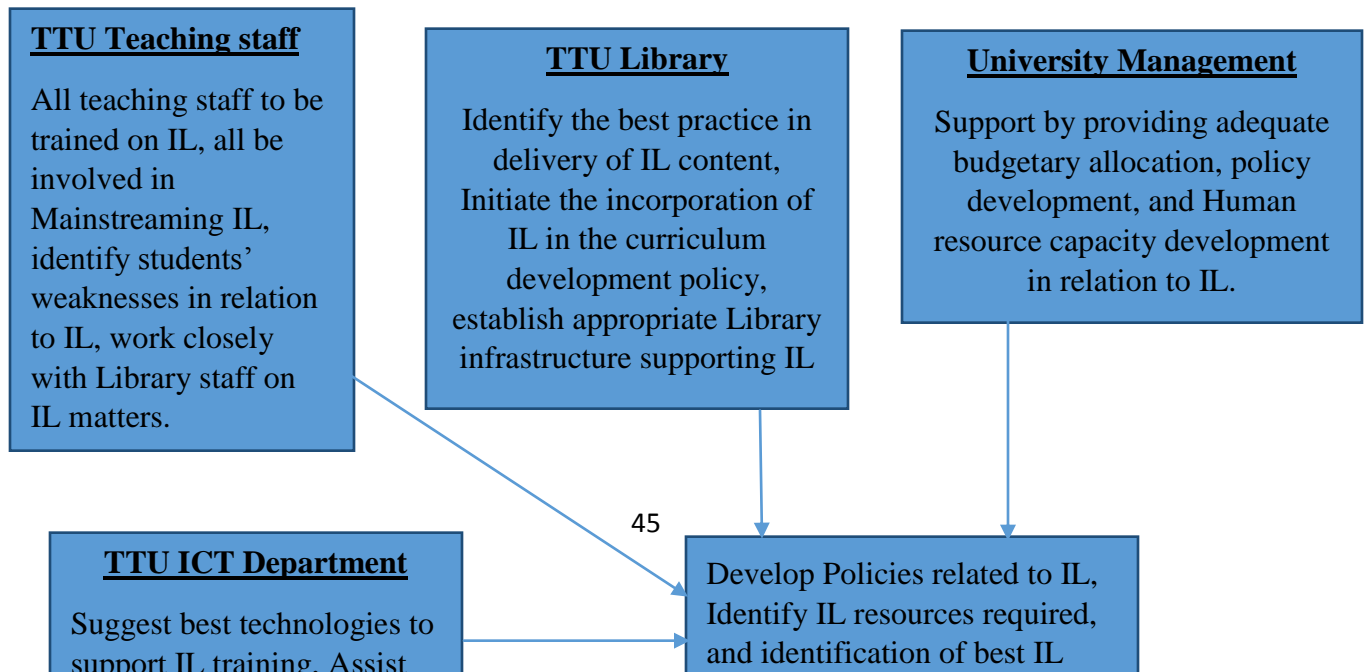 TTU Teaching staff
All teaching staff to be
trained on IL, all be
involved in
Mainstreaming IL,
identify students’
weaknesses in relation
to IL, work closely
with Library staff on
IL matters.
TTU Library
Identify the best practice in
delivery of IL content,
Initiate the incorporation of
IL in the curriculum
development policy,
establish appropriate Library
infrastructure supporting IL
University Management
Support by providing adequate
budgetary allocation, policy
development, and Human
resource capacity development
in relation to IL.
45
TTU ICT Department
Suggest best technologies to
support IL training, Assist
Develop Policies related to IL,
Identify IL resources required,
and identification of best IL